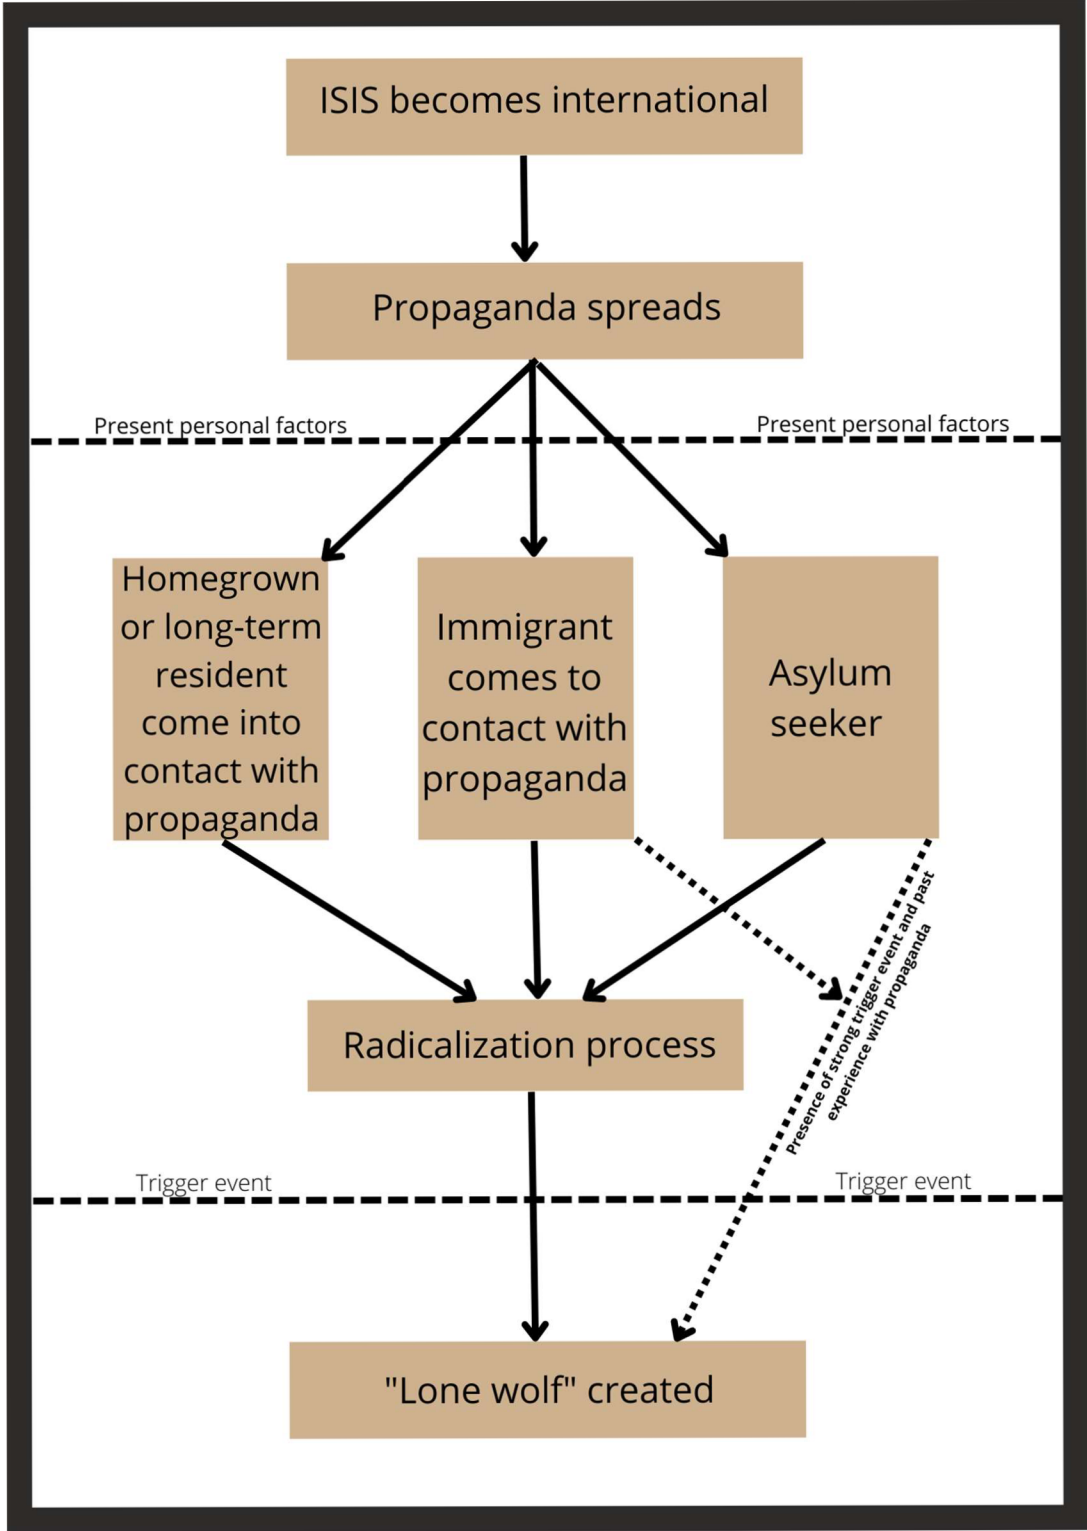 ISIS becomes international
Propaganda spreads
Present personal factors
Present personal factors
Homegrown
or long-term
resident
come into
contact with
propaganda
Immigrant
comes to
contact with
propaganda
Asylum
seeker
Presence of strong trigger event and past
experience with propaganda
Radicalization process
Trigger event
Trigger event
"Lone wolf" created